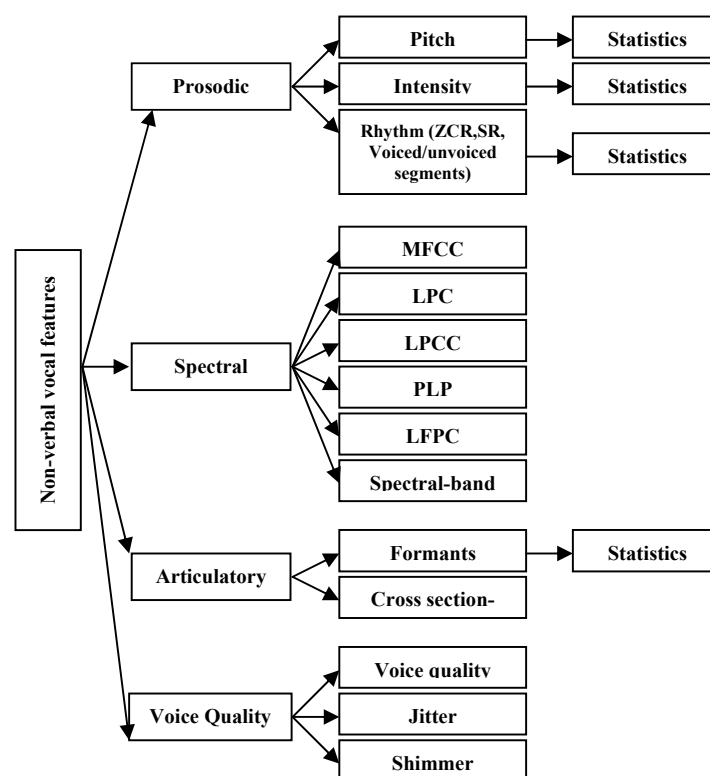 Non-verbal vocal features
Prosodic
Pitch
Statistics
Intensity
Statistics
Rhythm (ZCR,SR,
Voiced/unvoiced
segments)
Statistics
Spectral
MFCC
LPC
LPCC
PLP
LFPC
Spectral-band
Articulatory
Formants
Statistics
Cross section-
Voice Quality
Voice quality
Jitter
Shimmer